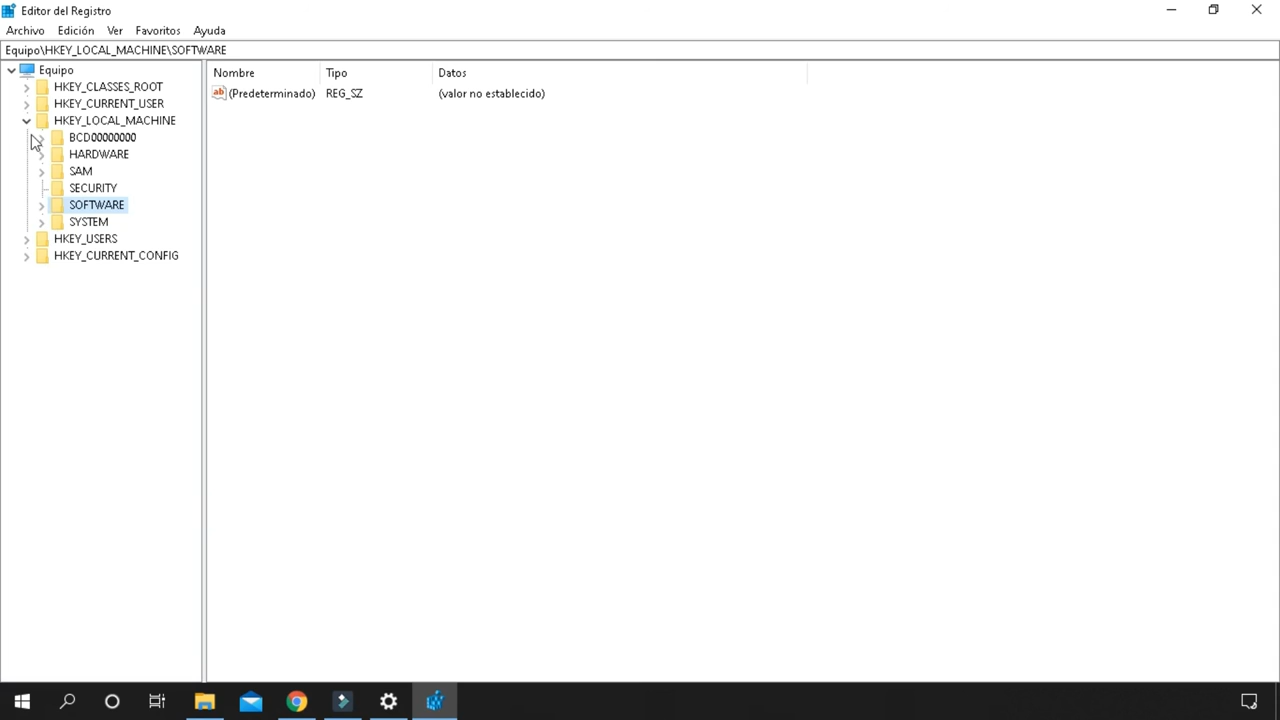 Editor del Registro
Archivo Edición Ver Favoritos Ayuda
Equipo\HKEY_LOCAL_MACHINE\SOFTWARE
Equipo
HKEY_CLASSES_ROOT
HKEY_CURRENT_USER
HKEY_LOCAL_MACHINE
BCD00000000
HARDWARE
SAM
SECURITY
SOFTWARE
SYSTEM
HKEY_USERS
HKEY_CURRENT_CONFIG
Nombre Tipo Datos
ab (Predeterminado) REG_SZ (valor no establecido)